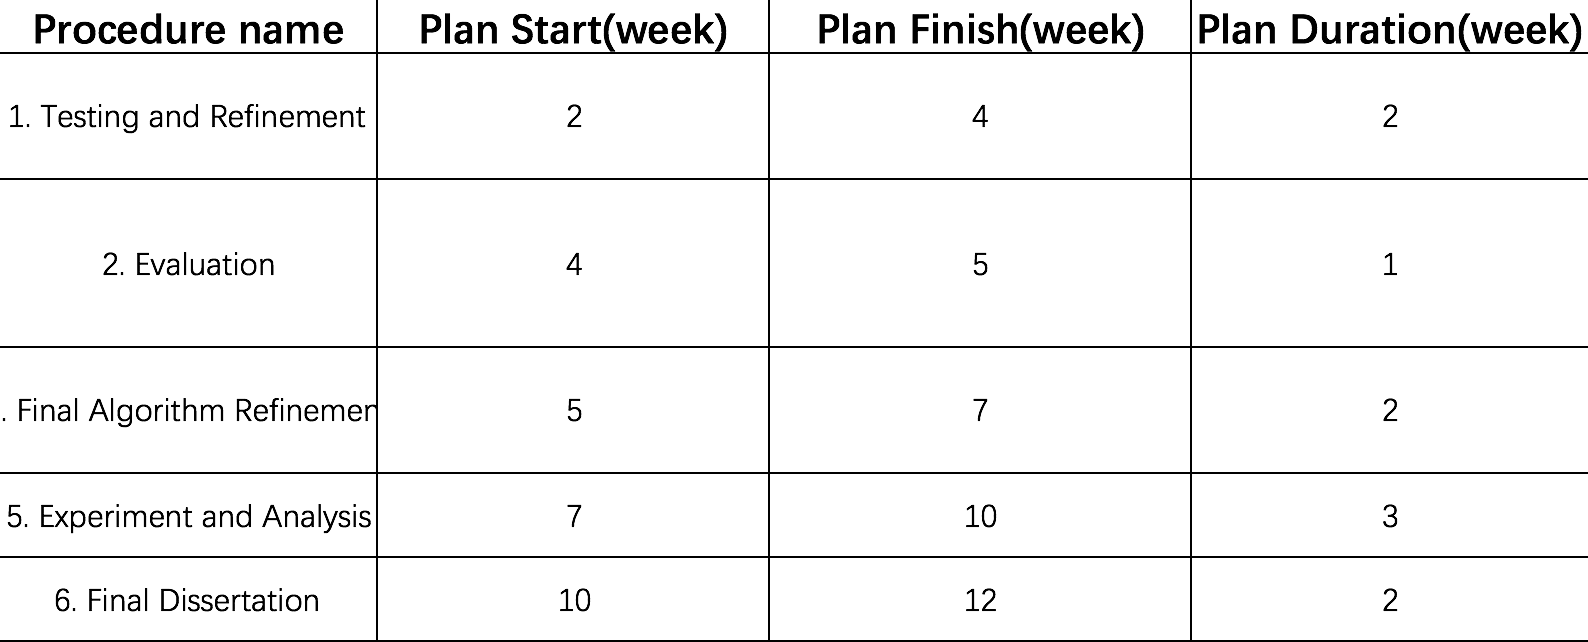 Procedure name Plan Start(week) Plan Finish(week) Plan Duration(week)
1. Testing and Refinement 2 4 2
2. Evaluation 4 5 1
. Final Algorithm 5 7 2
5. Experiment and Analysis 7 10 3
6. Final Dissertation 10 12 2